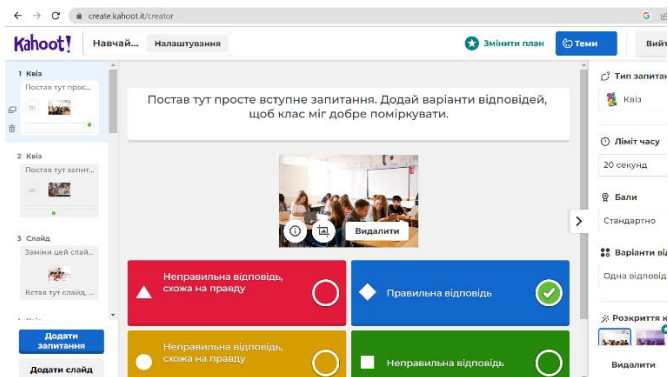 create.kahoot.it/creator
Kahoot!
Навчай...
Налаштування
Змінити план
Теми
Вийт
1 Квіз
Постав тут прос...
20
2 Квіз
Постав тут запит...
3 Слайд
Заміни цей слай...
Встав тут слайд, ...
Додати
запитання
Додати слайд
Постав тут просте вступне запитання. Додай варіанти відповідей,
щоб клас міг добре поміркувати.
Видалити
Неправильна відповідь,
схожа на правду
Правильна відповідь
Неправильна відповідь,
схожа на правду
Неправильна відповідь
Тип запитан
Квіз
Ліміт часу
20 секунд
Бали
Стандартно
Варіанти від
Одна відповід
Розкриття к
Видалити